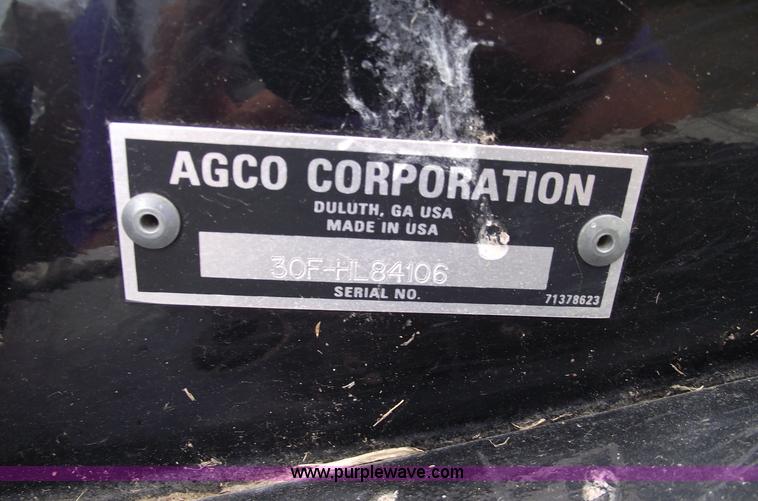 AGCO CORPORATION
DULUTH, GA USA
MADE IN USA
30F-HL84106
SERIAL NO.
71378623
www.purplewave.com